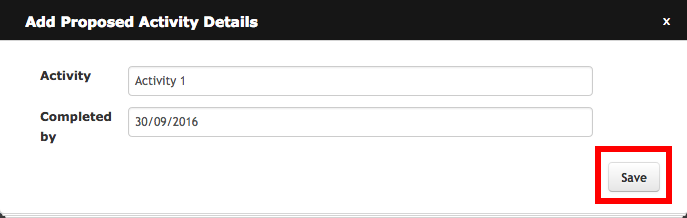 Add Proposed Activity Details x
Activity Activity 1
Completed by 30/09/2016
Save